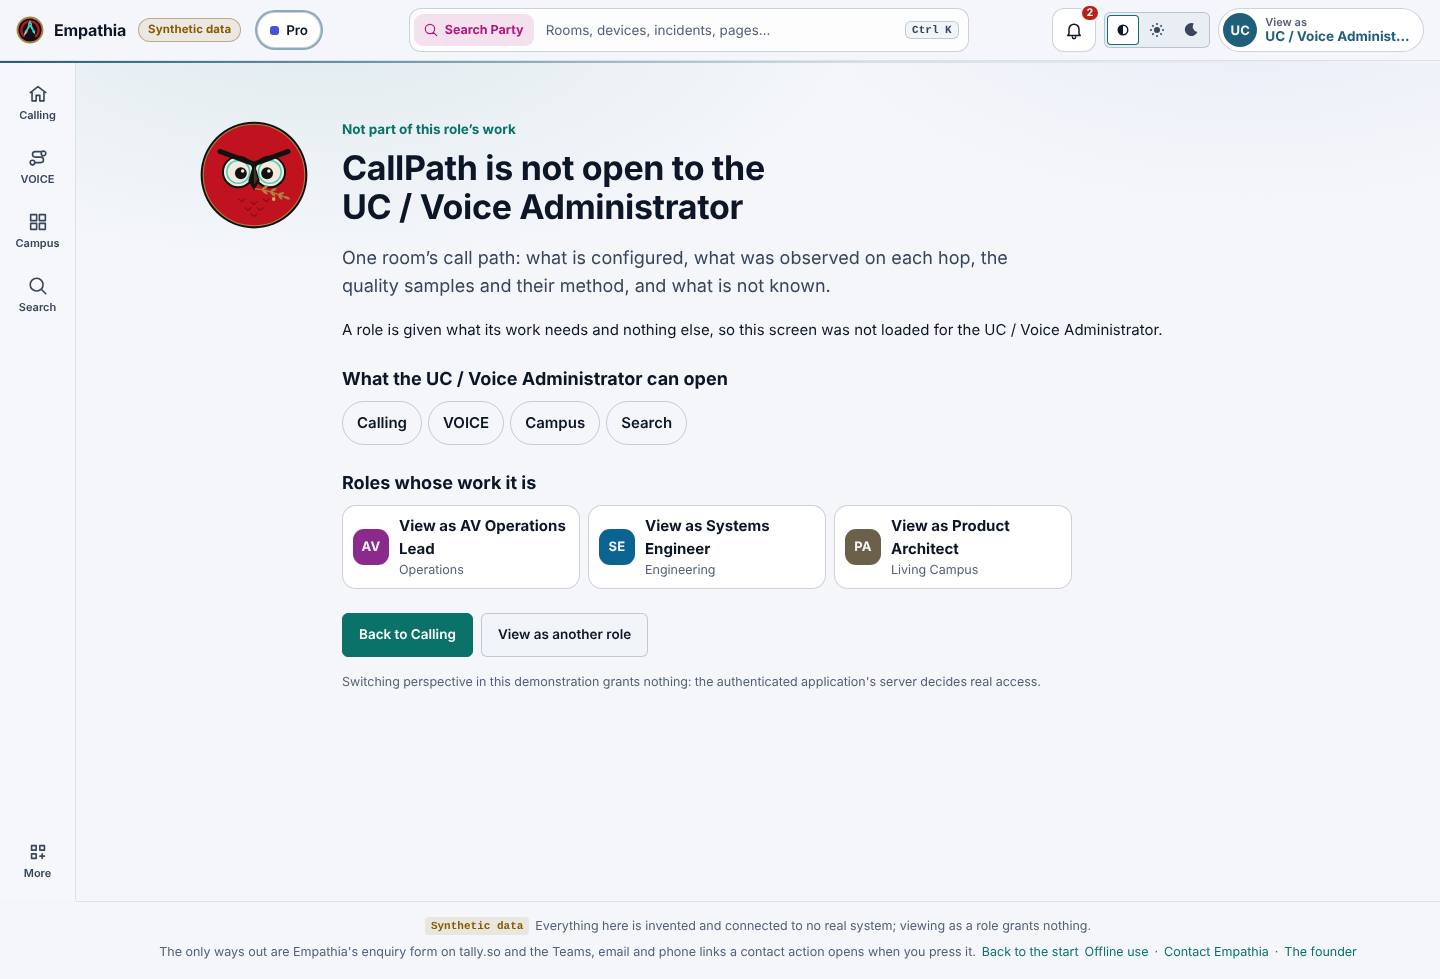 Empathia
Synthetic data
Pro
Search Party
Rooms, devices, incidents, pages...
Ctrl K
2
UC
View as
UC / Voice Administ...
Calling
VOICE
Campus
Search
More
Not part of this role’s work
CallPath is not open to the
UC / Voice Administrator
One room’s call path: what is configured, what was observed on each hop, the
quality samples and their method, and what is not known.
A role is given what its work needs and nothing else, so this screen was not loaded for the UC / Voice Administrator.
What the UC / Voice Administrator can open
Calling
VOICE
Campus
Search
Roles whose work it is
AV
View as AV Operations
Lead
Operations
SE
View as Systems
Engineer
Engineering
PA
View as Product
Architect
Living Campus
Back to Calling
View as another role
Switching perspective in this demonstration grants nothing: the authenticated application's server decides real access.
Synthetic data Everything here is invented and connected to no real system; viewing as a role grants nothing.
The only ways out are Empathia's enquiry form on tally.so and the Teams, email and phone links a contact action opens when you press it. Back to the start Offline use · Contact Empathia · The founder